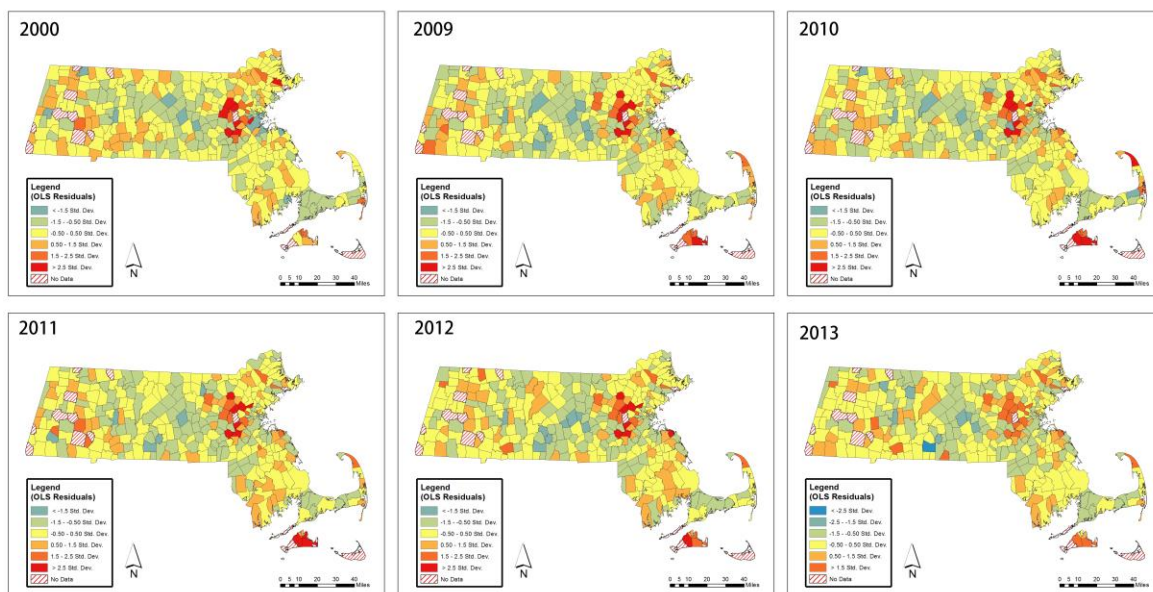 2000
Legend
(OLS Residuals)
< -1.5 Std. Dev.
-1.5 - -0.50 Std. Dev.
-0.50 - 0.50 Std. Dev.
0.50 - 1.5 Std. Dev.
1.5 - 2.5 Std. Dev.
> 2.5 Std. Dev.
No Data
N
0 5 10 20 30 40
Miles
2009
Legend
(OLS Residuals)
< -1.5 Std. Dev.
-1.5 - -0.50 Std. Dev.
-0.50 - 0.50 Std. Dev.
0.50 - 1.5 Std. Dev.
1.5 - 2.5 Std. Dev.
> 2.5 Std. Dev.
No Data
N
0 5 10 20 30 40
Miles
2010
Legend
(OLS Residuals)
< -1.5 Std. Dev.
-1.5 - -0.50 Std. Dev.
-0.50 - 0.50 Std. Dev.
0.50 - 1.5 Std. Dev.
1.5 - 2.5 Std. Dev.
> 2.5 Std. Dev.
No Data
N
0 5 10 20 30 40
Miles
2011
Legend
(OLS Residuals)
< -1.5 Std. Dev.
-1.5 - -0.50 Std. Dev.
-0.50 - 0.50 Std. Dev.
0.50 - 1.5 Std. Dev.
1.5 - 2.5 Std. Dev.
> 2.5 Std. Dev.
No Data
N
0 5 10 20 30 40
Miles
2012
Legend
(OLS Residuals)
< -1.5 Std. Dev.
-1.5 - -0.50 Std. Dev.
-0.50 - 0.50 Std. Dev.
0.50 - 1.5 Std. Dev.
1.5 - 2.5 Std. Dev.
> 2.5 Std. Dev.
No Data
N
0 5 10 20 30 40
Miles
2013
Legend
(OLS Residuals)
< -2.5 Std. Dev.
-2.5 - -1.5 Std. Dev.
-1.5 - -0.50 Std. Dev.
-0.50 - 0.50 Std. Dev.
0.50 - 1.5 Std. Dev.
> 1.5 Std. Dev.
No Data
N
0 5 10 20 30 40
Miles